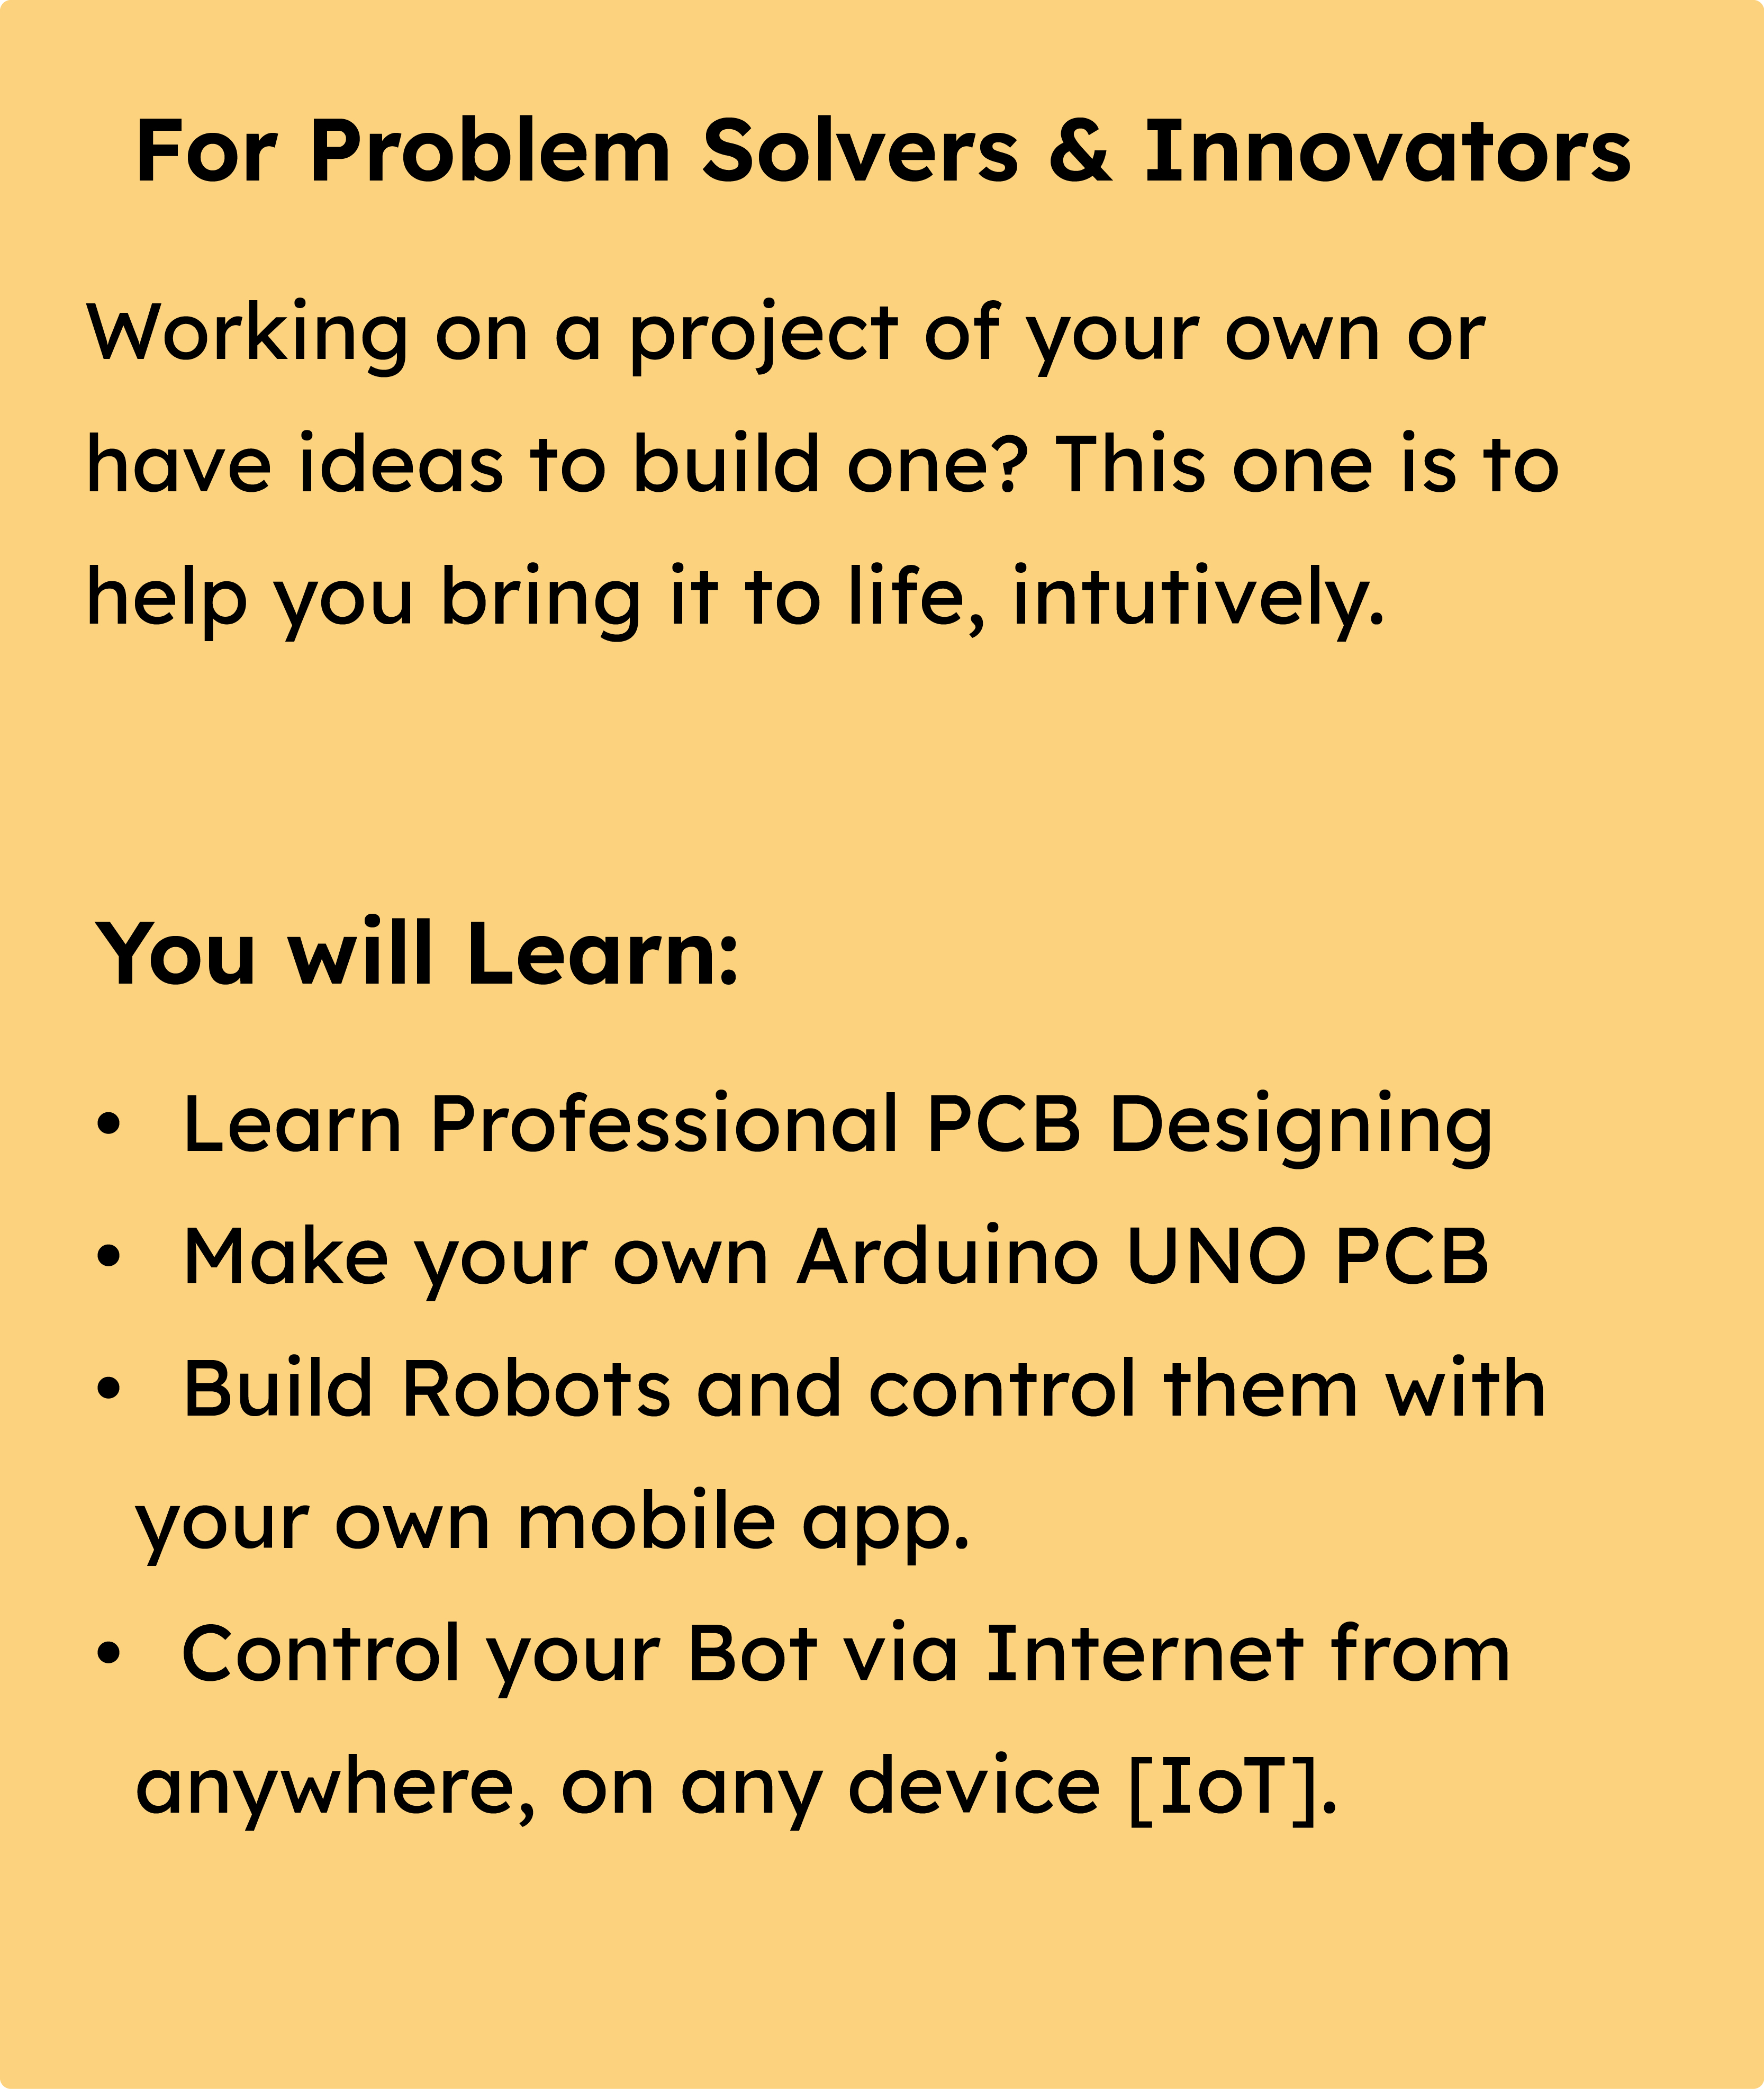 For Problem Solvers & Innovators
Working on a project of your own or
have ideas to build one? This one is to
help you bring it to life, intutively.
You will Learn:
• Learn Professional PCB Designing
• Make your own Arduino UNO PCB
• Build Robots and control them with
your own mobile app.
• Control your Bot via Internet from
anywhere, on any device [IoT].